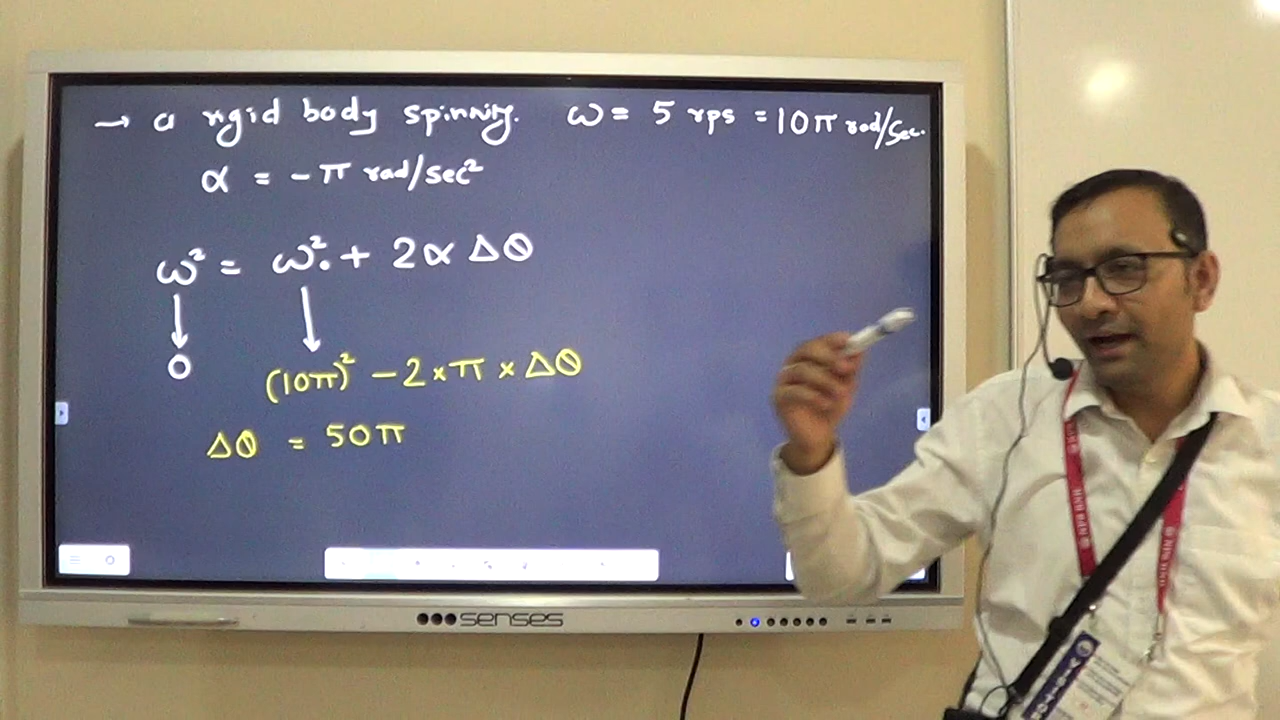 → a rigid body spinning. ω = 5 rps = 10π rad/sec.
α = -π rad/sec²
ω² = ω₀² + 2α Δθ
↓ ↓
0 (10π)² - 2 × π × Δθ
Δθ = 50π
senses